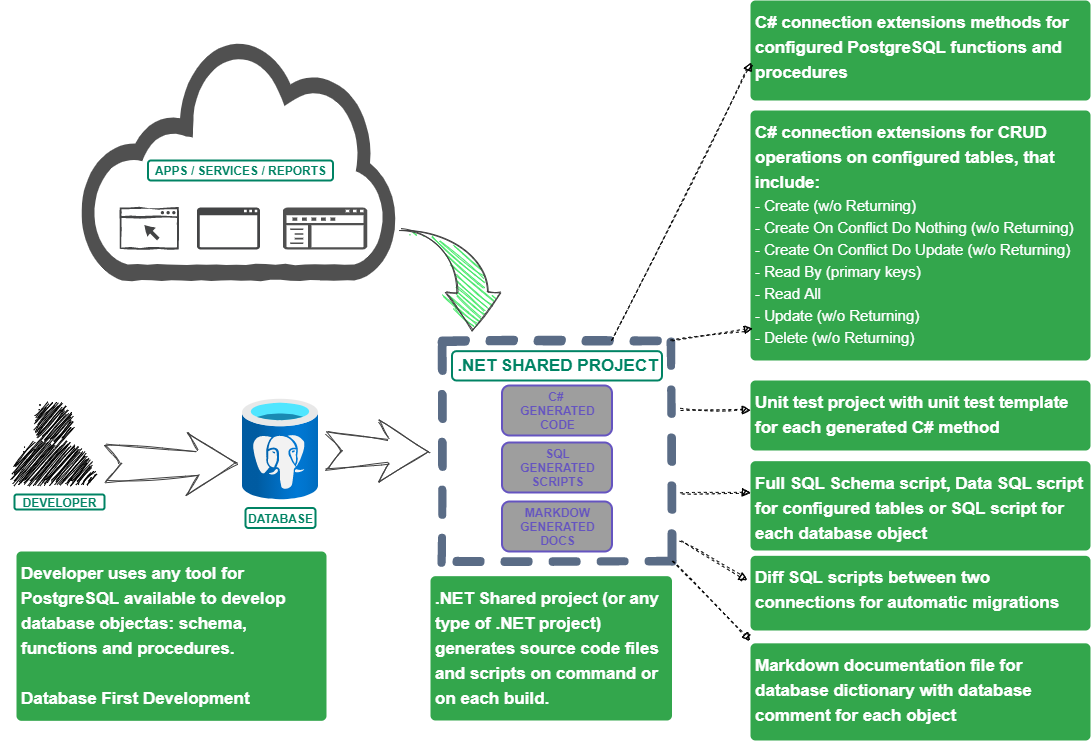 APPS / SERVICES / REPORTS
DEVELOPER
DATABASE
.NET SHARED PROJECT
C#
GENERATED
CODE
SQL
GENERATED
SCRIPTS
MARKDOW
GENERATED
DOCS
Developer uses any tool for
PostgreSQL available to develop
database objectas: schema,
functions and procedures.
Database First Development
.NET Shared project (or any
type of .NET project)
generates source code files
and scripts on command or
on each build.
C# connection extensions methods for
configured PostgreSQL functions and
procedures
C# connection extensions for CRUD
operations on configured tables, that
include:
- Create (w/o Returning)
- Create On Conflict Do Nothing (w/o Returning)
- Create On Conflict Do Update (w/o Returning)
- Read By (primary keys)
- Read All
- Update (w/o Returning)
- Delete (w/o Returning)
Unit test project with unit test template
for each generated C# method
Full SQL Schema script, Data SQL script
for configured tables or SQL script for
each database object
Diff SQL scripts between two
connections for automatic migrations
Markdown documentation file for
database dictionary with database
comment for each object